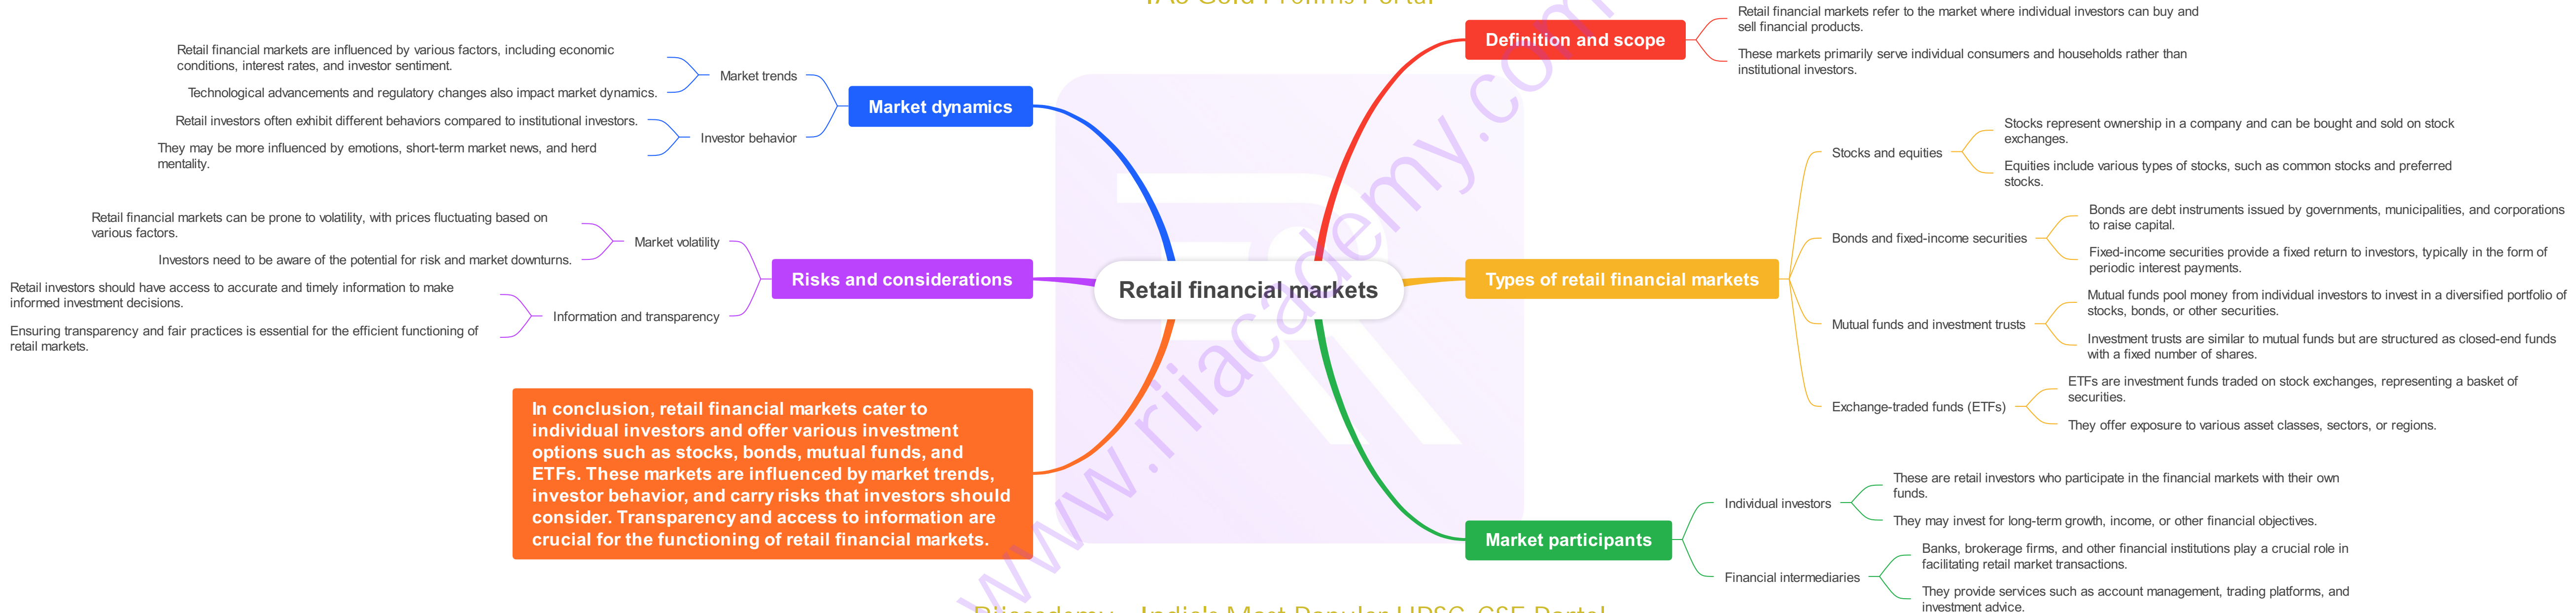 IAS Gold Prelims Portal
Retail financial markets
Definition and scope
Retail financial markets refer to the market where individual investors can buy and
sell financial products.
These markets primarily serve individual consumers and households rather than
institutional investors.
Types of retail financial markets
Stocks and equities
Stocks represent ownership in a company and can be bought and sold on stock
exchanges.
Equities include various types of stocks, such as common stocks and preferred
stocks.
Bonds and fixed-income securities
Bonds are debt instruments issued by governments, municipalities, and corporations
to raise capital.
Fixed-income securities provide a fixed return to investors, typically in the form of
periodic interest payments.
Mutual funds and investment trusts
Mutual funds pool money from individual investors to invest in a diversified portfolio of
stocks, bonds, or other securities.
Investment trusts are similar to mutual funds but are structured as closed-end funds
with a fixed number of shares.
Exchange-traded funds (ETFs)
ETFs are investment funds traded on stock exchanges, representing a basket of
securities.
They offer exposure to various asset classes, sectors, or regions.
Market participants
Individual investors
These are retail investors who participate in the financial markets with their own
funds.
They may invest for long-term growth, income, or other financial objectives.
Financial intermediaries
Banks, brokerage firms, and other financial institutions play a crucial role in
facilitating retail market transactions.
They provide services such as account management, trading platforms, and
investment advice.
Market dynamics
Market trends
Retail financial markets are influenced by various factors, including economic
conditions, interest rates, and investor sentiment.
Technological advancements and regulatory changes also impact market dynamics.
Investor behavior
Retail investors often exhibit different behaviors compared to institutional investors.
They may be more influenced by emotions, short-term market news, and herd
mentality.
Risks and considerations
Market volatility
Retail financial markets can be prone to volatility, with prices fluctuating based on
various factors.
Investors need to be aware of the potential for risk and market downturns.
Information and transparency
Retail investors should have access to accurate and timely information to make
informed investment decisions.
Ensuring transparency and fair practices is essential for the efficient functioning of
retail markets.
In conclusion, retail financial markets cater to
individual investors and offer various investment
options such as stocks, bonds, mutual funds, and
ETFs. These markets are influenced by market trends,
investor behavior, and carry risks that investors should
consider. Transparency and access to information are
crucial for the functioning of retail financial markets.
www.riiacademy.com
Riiacademy - India's Most Popular UPSC-CSE Portal